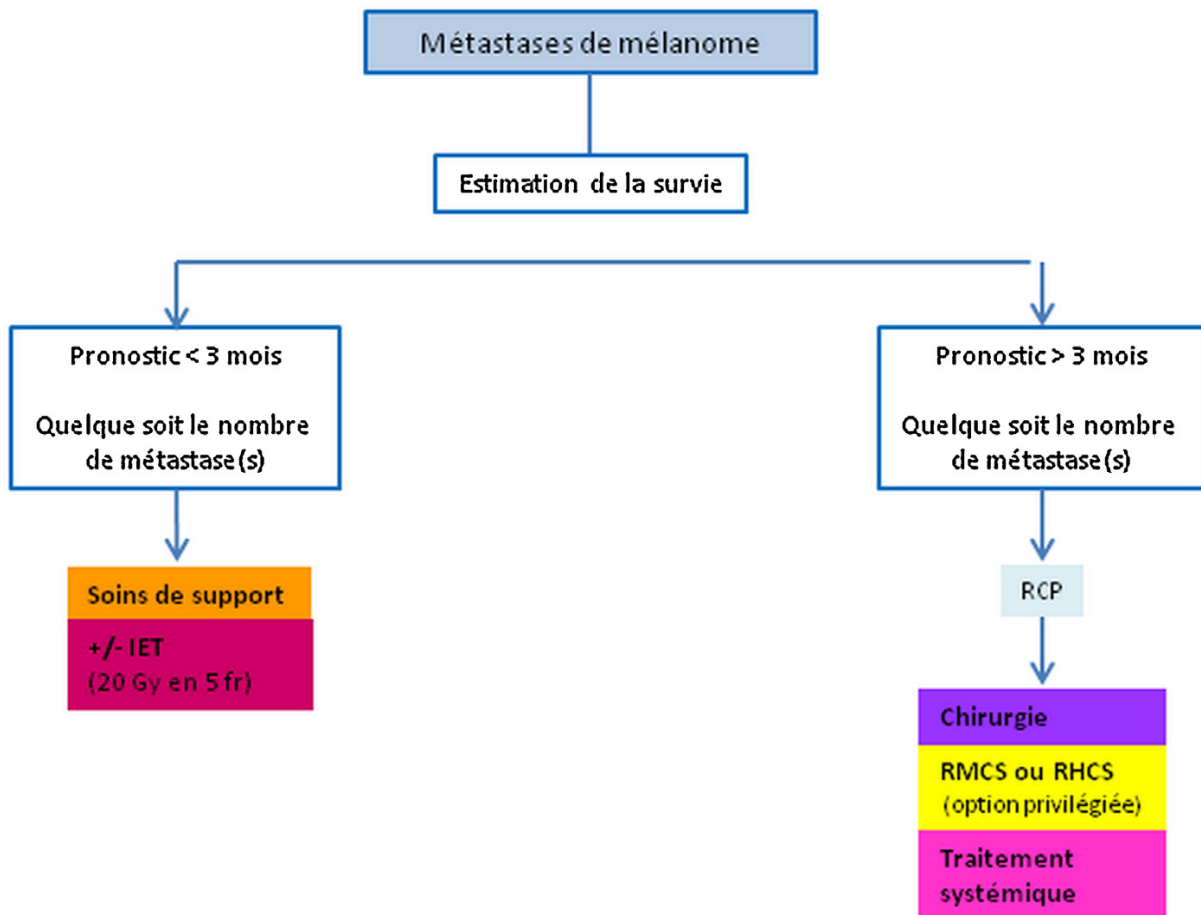 Métastases de mélanome
Estimation de la survie
Pronostic < 3 mois
Quelque soit le nombre
de métastase(s)
Pronostic > 3 mois
Quelque soit le nombre
de métastase(s)
Soins de support
+/- IET
(20 Gy en 5 fr)
RCP
Chirurgie
RMCS ou RHCS
(option privilégiée)
Traitement
systémique